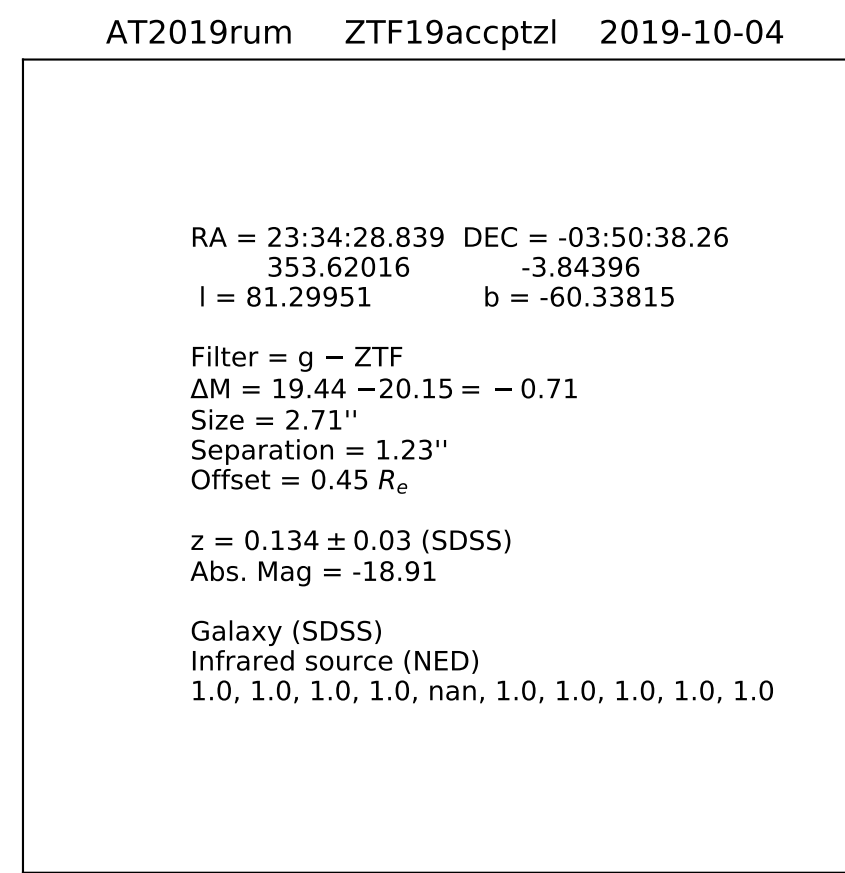 AT2019rum ZTF19accptzl 2019-10-04
RA = 23:34:28.839 DEC = -03:50:38.26
353.62016 -3.84396
l = 81.29951 b = -60.33815
Filter = g − ZTF
ΔM = 19.44 −20.15 = − 0.71
Size = 2.71''
Separation = 1.23''
Offset = 0.45 Rₑ
z = 0.134 ± 0.03 (SDSS)
Abs. Mag = -18.91
Galaxy (SDSS)
Infrared source (NED)
1.0, 1.0, 1.0, 1.0, nan, 1.0, 1.0, 1.0, 1.0, 1.0